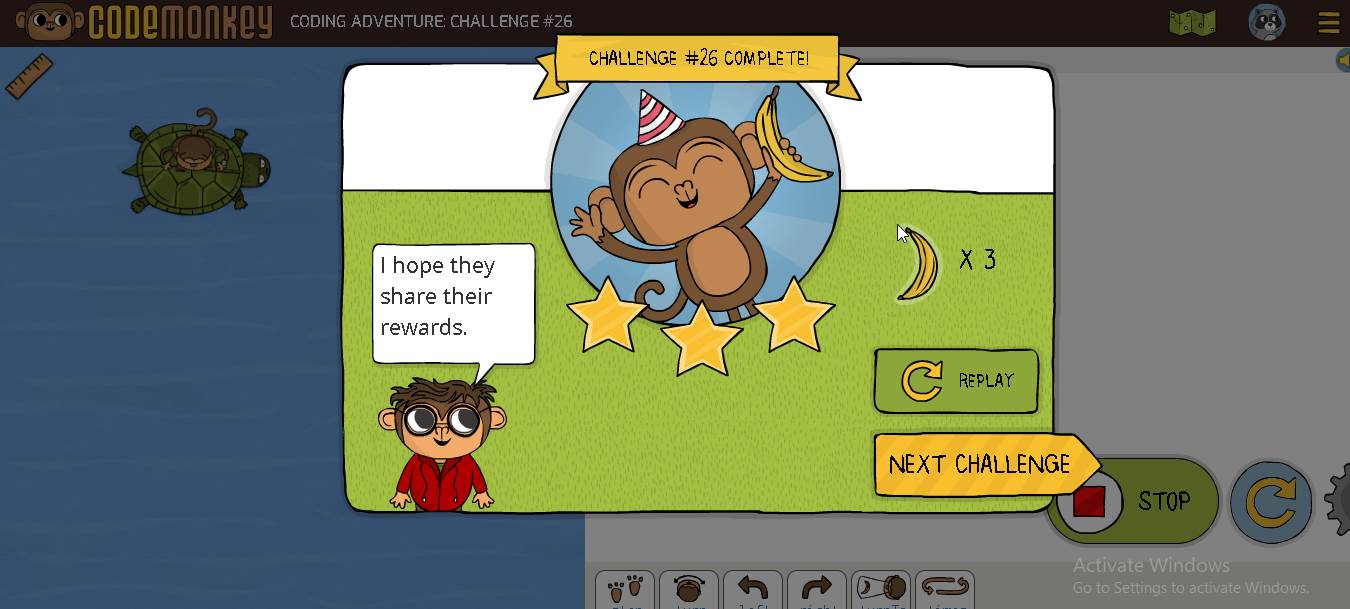 CODEMONKEY
CODING ADVENTURE: CHALLENGE #26
CHALLENGE #26 COMPLETE!
I hope they
share their
rewards.
X 3
REPLAY
NEXT CHALLENGE
STOP
Activate Windows
Go to Settings to activate Windows.